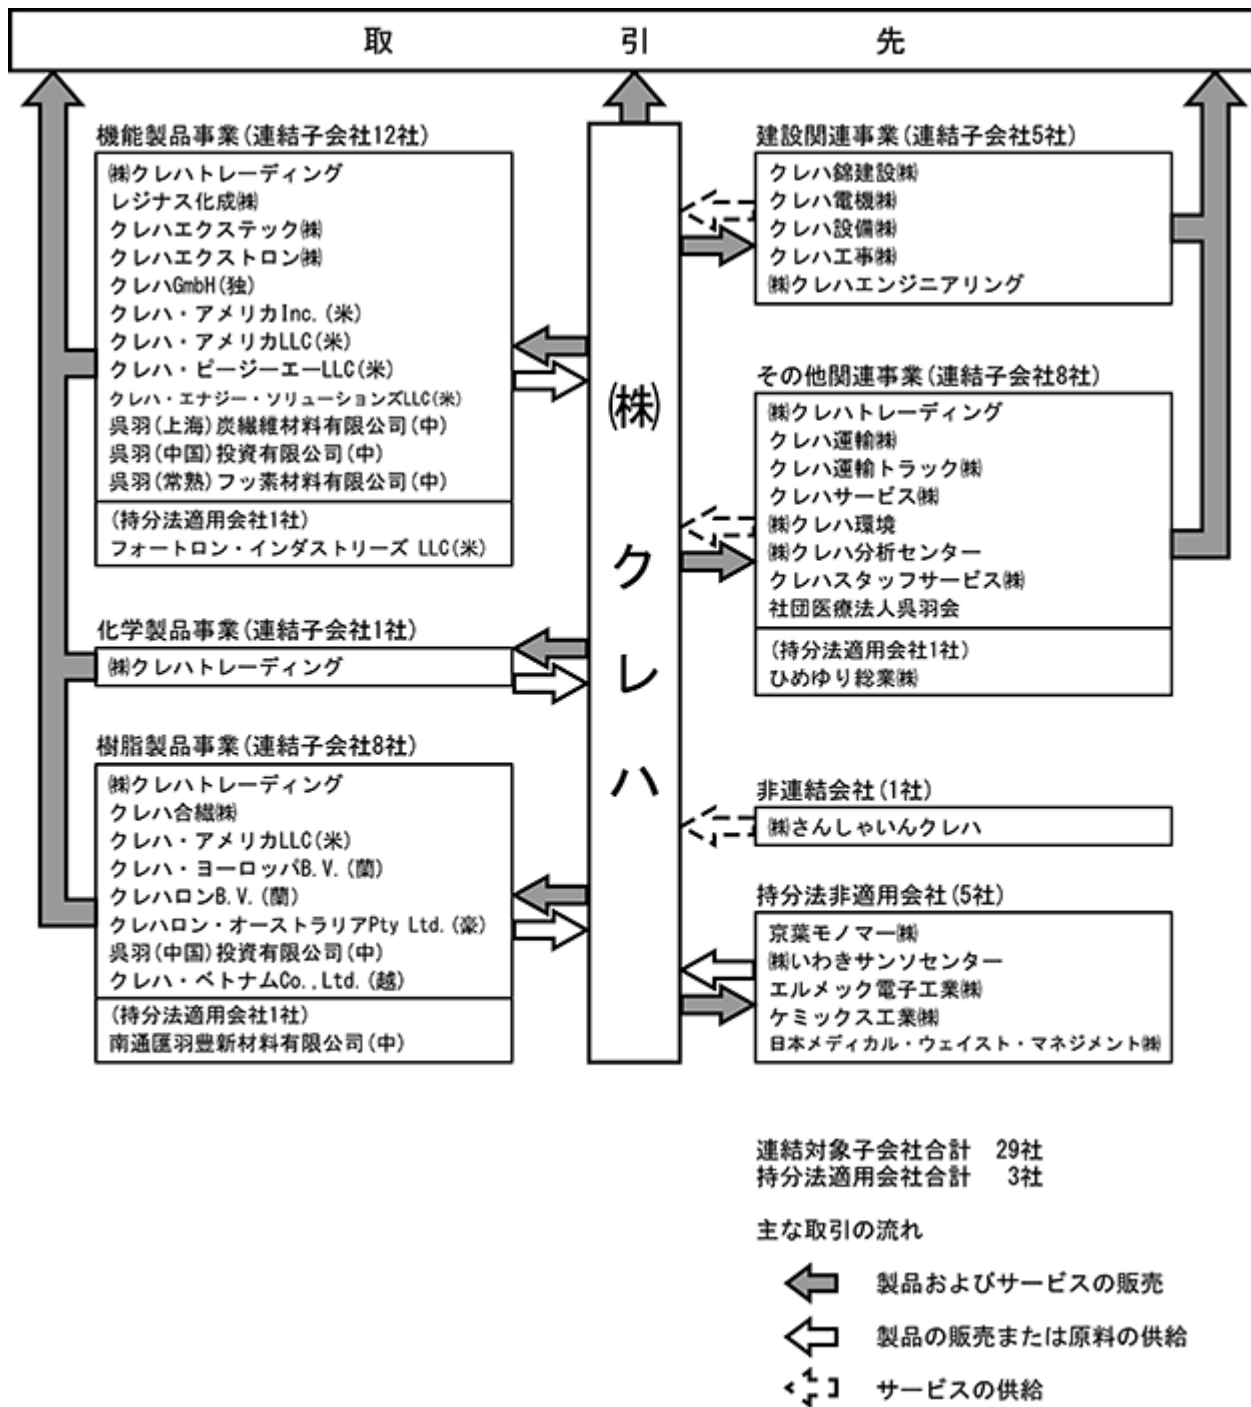 取引先
機能製品事業(連結子会社12社)
㈱クレハトレーディング
レジナス化成㈱
クレハエクステック㈱
クレハエクストロン㈱
クレハGmbH(独)
クレハ・アメリカInc.(米)
クレハ・アメリカLLC(米)
クレハ・ピージーエーLLC(米)
クレハ・エナジー・ソリューションズLLC(米)
呉羽(上海)炭繊維材料有限公司(中)
呉羽(中国)投資有限公司(中)
呉羽(常熟)フッ素材料有限公司(中)
(持分法適用会社1社)
フォートロン・インダストリーズ LLC(米)
化学製品事業(連結子会社1社)
㈱クレハトレーディング
樹脂製品事業(連結子会社8社)
㈱クレハトレーディング
クレハ合繊㈱
クレハ・アメリカLLC(米)
クレハ・ヨーロッパB.V.(蘭)
クレハロンB.V.(蘭)
クレハロン・オーストラリアPty Ltd.(豪)
呉羽(中国)投資有限公司(中)
クレハ・ベトナムCo.,Ltd.(越)
(持分法適用会社1社)
南通匯羽豊新材料有限公司(中)
㈱クレハ
建設関連事業(連結子会社5社)
クレハ錦建設㈱
クレハ電機㈱
クレハ設備㈱
クレハ工事㈱
㈱クレハエンジニアリング
その他関連事業(連結子会社8社)
㈱クレハトレーディング
クレハ運輸㈱
クレハ運輸トラック㈱
クレハサービス㈱
㈱クレハ環境
㈱クレハ分析センター
クレハスタッフサービス㈱
社団医療法人呉羽会
(持分法適用会社1社)
ひめゆり総業㈱
非連結会社(1社)
㈱さんしゃいんクレハ
持分法非適用会社(5社)
京葉モノマー㈱
㈱いわきサンソセンター
エルメック電子工業㈱
ケミックス工業㈱
日本メディカル・ウェイスト・マネジメント㈱
連結対象子会社合計 29社
持分法適用会社合計 3社
主な取引の流れ
製品およびサービスの販売
製品の販売または原料の供給
サービスの供給